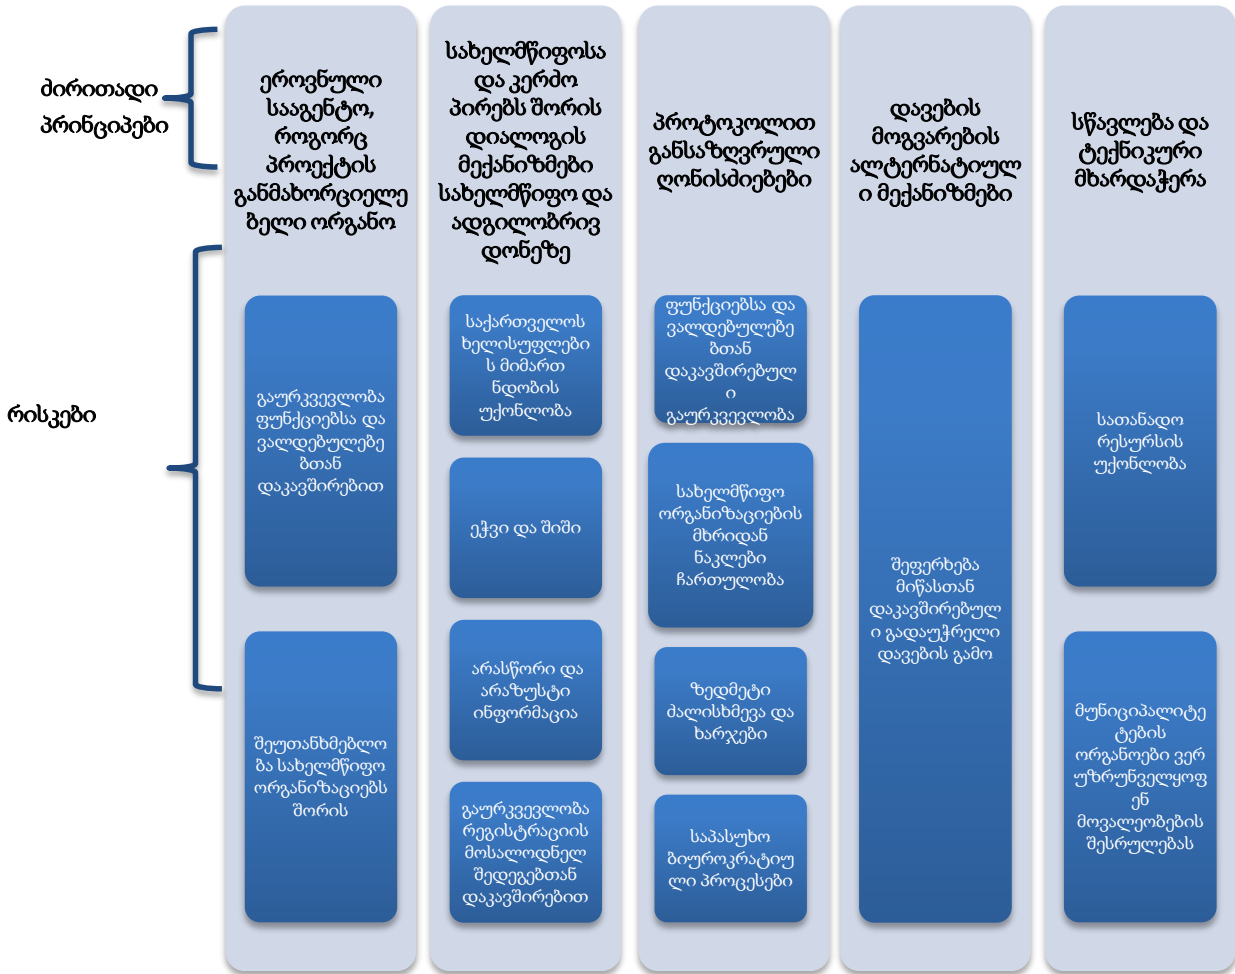 ძირითადი
პრინციპები
ეროვნული
სააგენტო,
როგორც
პროექტის
განმახორციელე
ბელი ორგანო
სახელმწიფოსა
და კერძო
პირებს შორის
დიალოგის
მექანიზმები
სახელმწიფო და
ადგილობრივ
დონეზე
პროტოკოლით
განსაზღვრული
ღონისძიებები
დავების
მოგვარების
ალტერნატიულ
ი მექანიზმები
სწავლება და
ტექნიკური
მხარდაჭერა
რისკები
გაურკვევლობა
ფუნქციებსა და
ვალდებულებე
ბთან
დაკავშირებით
შეუთანხმებლო
ბა სახელმწიფო
ორგანიზაციებს
შორის
საქართველოს
ხელისუფლები
ს მიმართ
ნდობის
უქონლობა
ეჭვი და შიში
არასწორი და
არაზუსტი
ინფორმაცია
გაურკვევლობა
რეგისტრაციის
მოსალოდნელ
შედეგებთან
დაკავშირებით
ფუნქციებსა და
ვალდებულებე
ბთან
დაკავშირებულ
ი
გაურკვევლობა
სახელმწიფო
ორგანიზაციების
მხრიდან
ნაკლები
ჩართულობა
ზედმეტი
ძალისხმევა და
ხარჯები
საპასუხო
ბიუროკრატიუ
ლი პროცესები
შეფერხება
მიწასთან
დაკავშირებულ
ი გადაუჭრელი
დავების გამო
სათანადო
რესურსის
უქონლობა
მუნიციპალიტე
ტების
ორგანოები ვერ
უზრუნველყოფ
ენ
მოვალეობების
შესრულებას